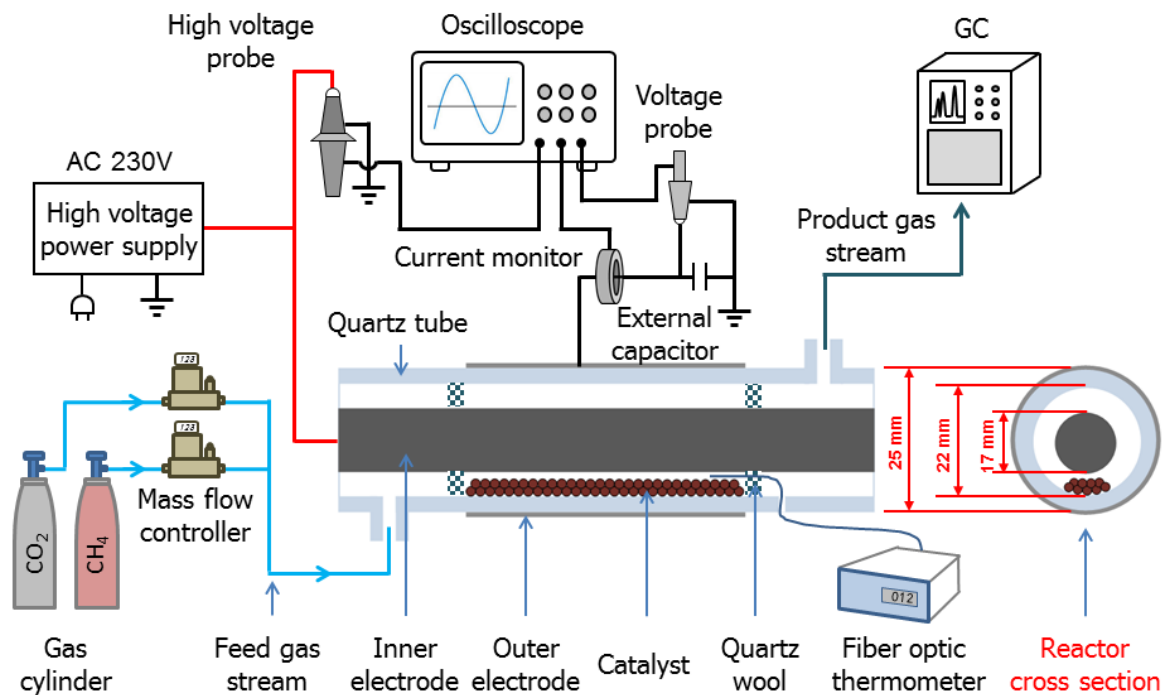 High voltage
probe
Oscilloscope
GC
Voltage
probe
AC 230V
High voltage
power supply
Product gas
stream
Current monitor
Quartz tube
External
capacitor
123
123
Mass flow
controller
25 mm
22 mm
17 mm
CO₂
CH₄
012
Gas
cylinder
Feed gas
stream
Inner
electrode
Outer
electrode
Catalyst
Quartz
wool
Fiber optic
thermometer
Reactor
cross section